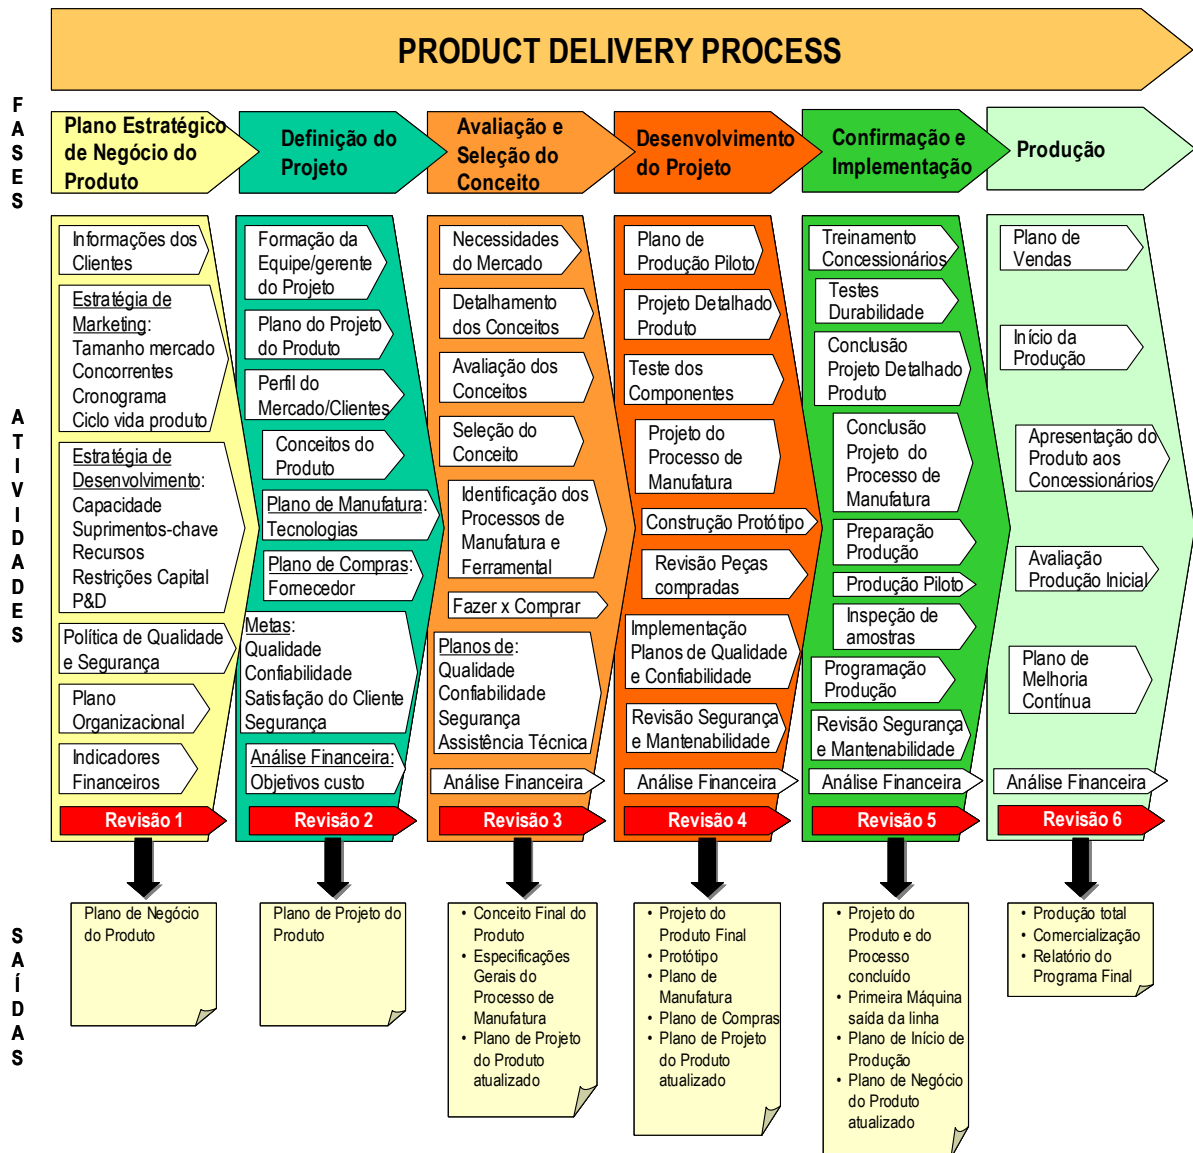 PRODUCT DELIVERY PROCESS
FASES
Plano Estratégico
de Negócio do
Produto
Definição do
Projeto
Avaliação e
Seleção do
Conceito
Desenvolvimento
do Projeto
Confirmação e
Implementação
Produção
ATIVIDADES
Informações dos
Clientes
Estratégia de
Marketing:
Tamanho mercado
Concorrentes
Cronograma
Ciclo vida produto
Estratégia de
Desenvolvimento:
Capacidade
Suprimentos-chave
Recursos
Restrições Capital
P&D
Política de Qualidade
e Segurança
Plano
Organizacional
Indicadores
Financeiros
Revisão 1
Formação da
Equipe/gerente
do Projeto
Plano do Projeto
do Produto
Perfil do
Mercado/Clientes
Conceitos do
Produto
Plano de Manufatura:
Tecnologias
Plano de Compras:
Fornecedor
Metas:
Qualidade
Confiabilidade
Satisfação do Cliente
Segurança
Análise Financeira:
Objetivos custo
Revisão 2
Necessidades
do Mercado
Detalhamento
dos Conceitos
Avaliação dos
Conceitos
Seleção do
Conceito
Identificação dos
Processos de
Manufatura e
Ferramental
Fazer x Comprar
Planos de:
Qualidade
Confiabilidade
Segurança
Assistência Técnica
Análise Financeira
Revisão 3
Plano de
Produção Piloto
Projeto Detalhado
Produto
Teste dos
Componentes
Projeto do
Processo de
Manufatura
Construção Protótipo
Revisão Peças
compradas
Implementação
Planos de Qualidade
e Confiabilidade
Revisão Segurança
e Mantenabilidade
Análise Financeira
Revisão 4
Treinamento
Concessionários
Testes
Durabilidade
Conclusão
Projeto Detalhado
Produto
Conclusão
Projeto do
Processo de
Manufatura
Preparação
Produção
Produção Piloto
Inspeção de
amostras
Programação
Produção
Revisão Segurança
e Mantenabilidade
Análise Financeira
Revisão 5
Plano de
Vendas
Início da
Produção
Apresentação do
Produto aos
Concessionários
Avaliação
Produção Inicial
Plano de
Melhoria
Contínua
Análise Financeira
Revisão 6
SAÍDAS
Plano de Negócio
do Produto
Plano de Projeto do
Produto
• Conceito Final do
Produto
• Especificações
Gerais do
Processo de
Manufatura
• Plano de Projeto
do Produto
atualizado
• Projeto do
Produto Final
• Protótipo
• Plano de
Manufatura
• Plano de Compras
• Plano de Projeto
do Produto
atualizado
• Projeto do
Produto e do
Processo
concluído
• Primeira Máquina
saída da linha
• Plano de Início de
Produção
• Plano de Negócio
do Produto
atualizado
• Produção total
• Comercialização
• Relatório do
Programa Final